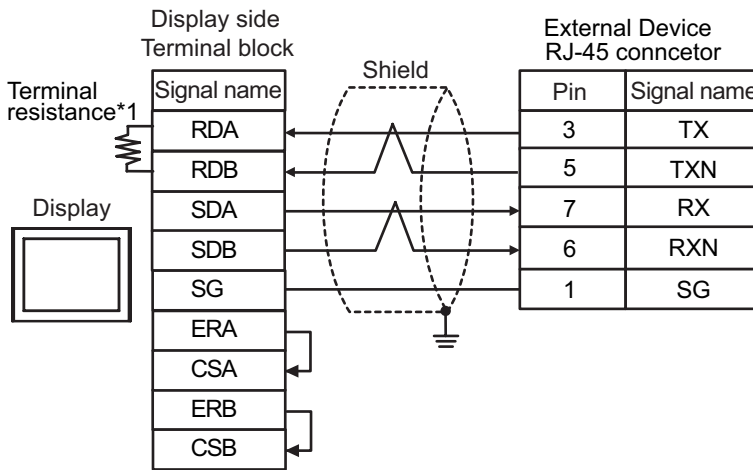 Display side
Terminal block
External Device
RJ-45 conncetor
Terminal
resistance*1
Signal name
Shield
Pin
Signal name
RDA
3
TX
RDB
5
TXN
Display
SDA
7
RX
SDB
6
RXN
SG
1
SG
ERA
CSA
ERB
CSB